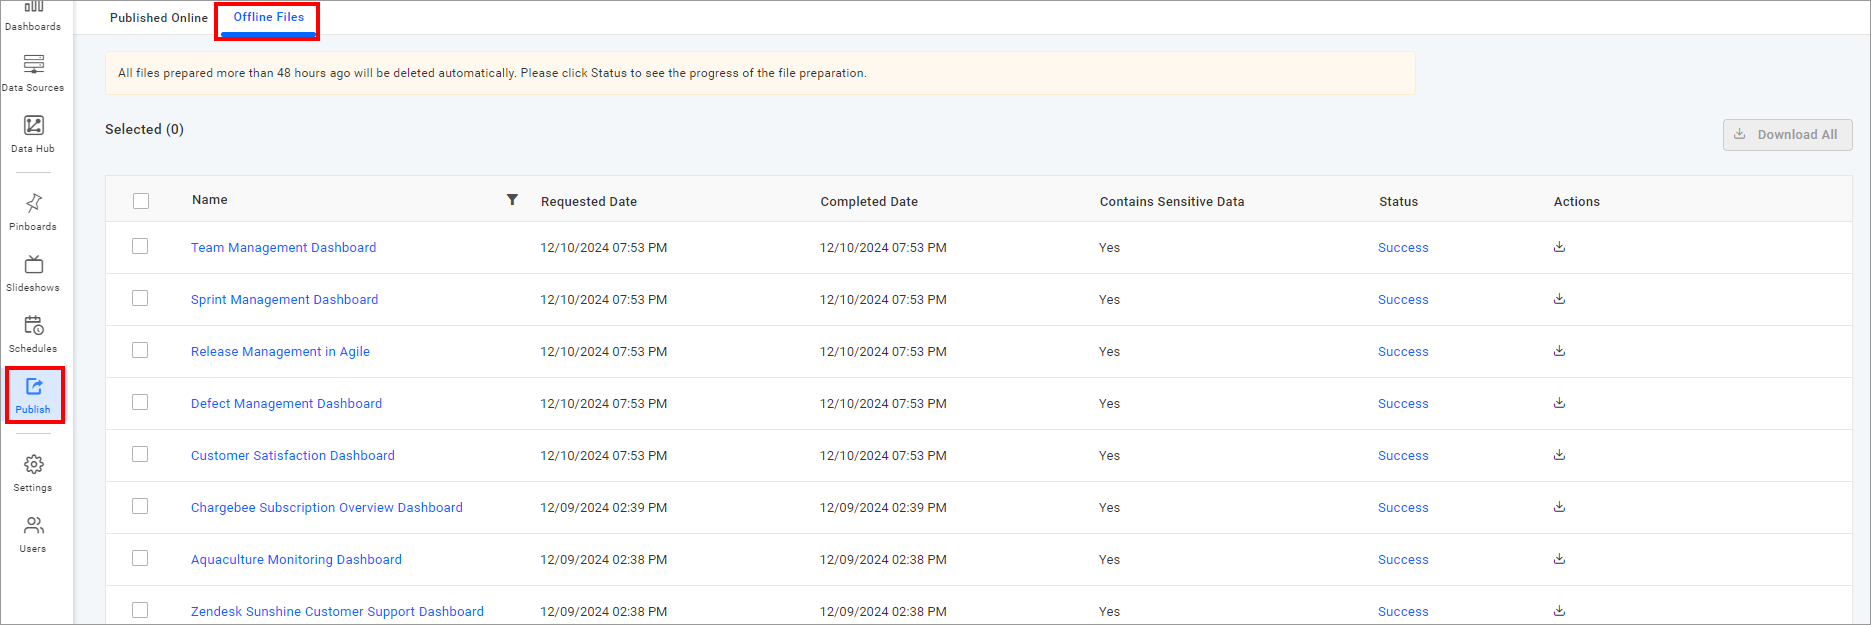 Dashboards
Data Sources
Data Hub
Pinboards
Slideshows
Schedules
Publish
Settings
Users
Published Online
Offline Files
All files prepared more than 48 hours ago will be deleted automatically. Please click Status to see the progress of the file preparation.
Selected (0)
Download All
Name Requested Date Completed Date Contains Sensitive Data Status Actions
Team Management Dashboard 12/10/2024 07:53 PM 12/10/2024 07:53 PM Yes Success
Sprint Management Dashboard 12/10/2024 07:53 PM 12/10/2024 07:53 PM Yes Success
Release Management in Agile 12/10/2024 07:53 PM 12/10/2024 07:53 PM Yes Success
Defect Management Dashboard 12/10/2024 07:53 PM 12/10/2024 07:53 PM Yes Success
Customer Satisfaction Dashboard 12/10/2024 07:53 PM 12/10/2024 07:53 PM Yes Success
Chargebee Subscription Overview Dashboard 12/09/2024 02:39 PM 12/09/2024 02:39 PM Yes Success
Aquaculture Monitoring Dashboard 12/09/2024 02:38 PM 12/09/2024 02:38 PM Yes Success
Zendesk Sunshine Customer Support Dashboard 12/09/2024 02:38 PM 12/09/2024 02:38 PM Yes Success